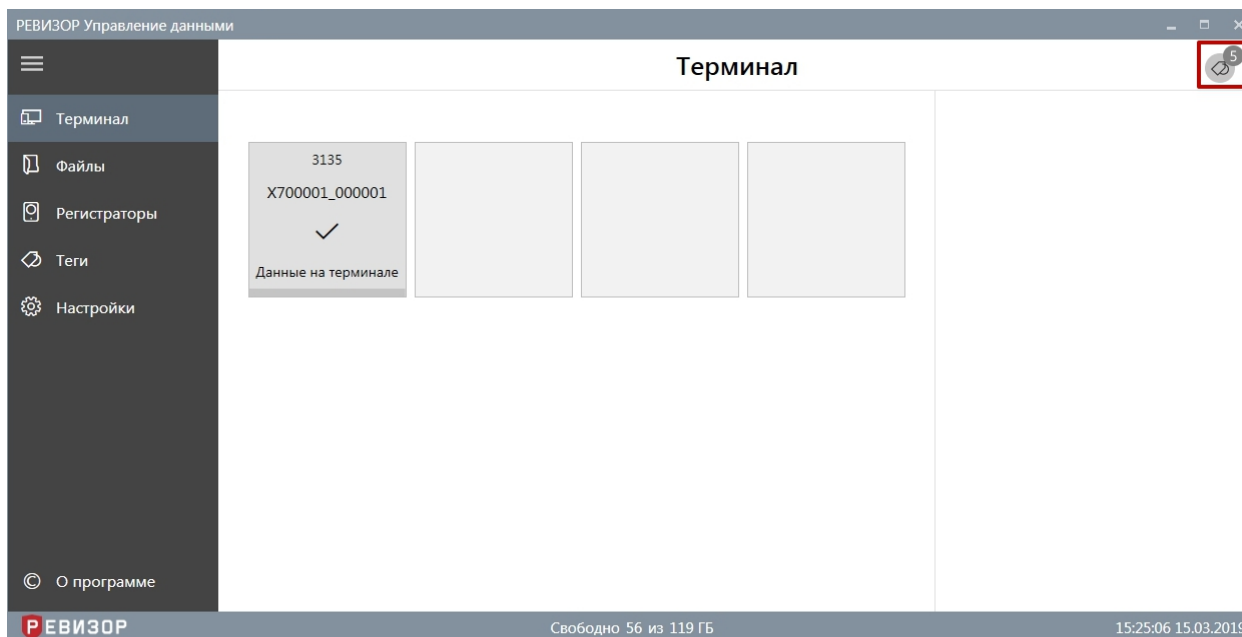 РЕВИЗОР Управление данными
Терминал
5
Терминал
Файлы
Регистраторы
Теги
Настройки
3135
X700001_000001
Данные на терминале
© О программе
РЕВИЗОР
Свободно 56 из 119 ГБ
15:25:06 15.03.2019